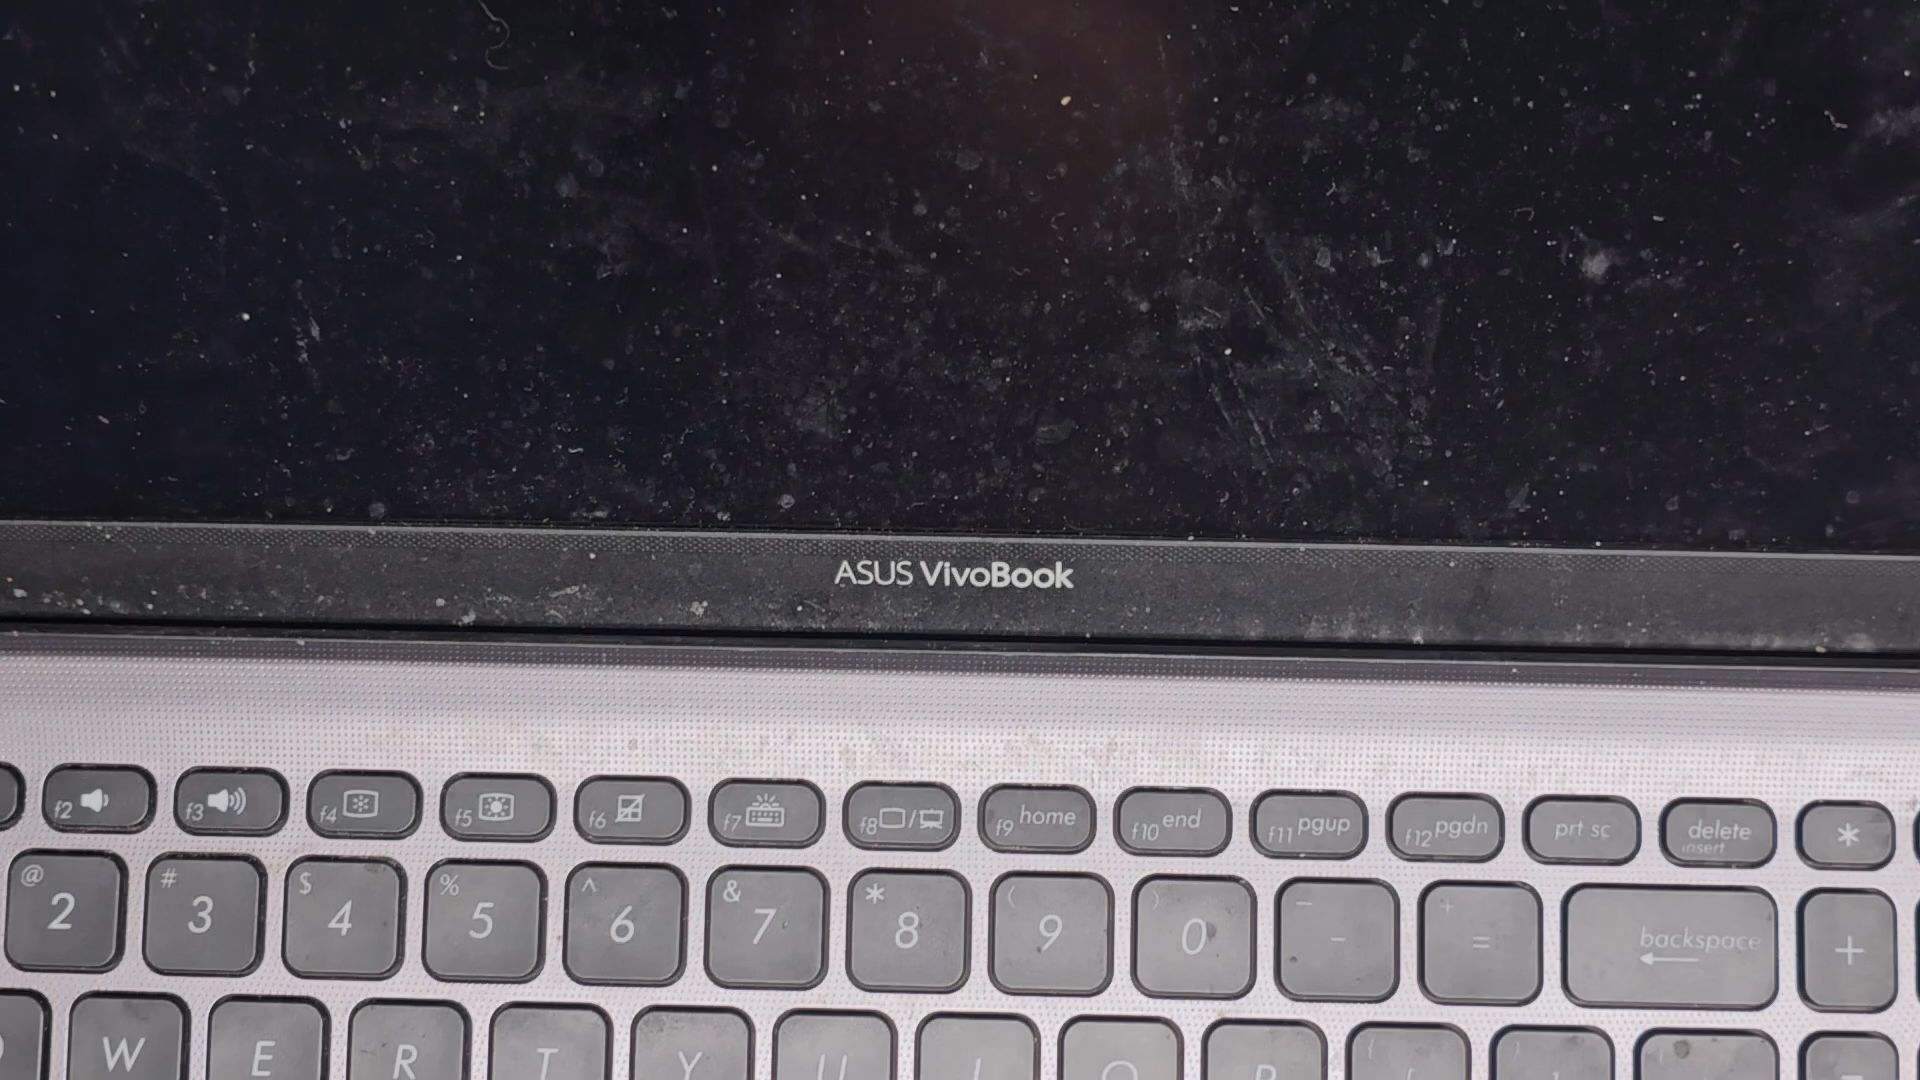 ASUS VivoBook
f2 f3 f4 f5 f6 f7 f8 / f9 home f10 end f11 pgup f12 pgdn prt sc delete insert *
@ 2 # 3 $ 4 % 5 ^ 6 & 7 * 8 ( 9 ) 0 _ - + = backspace +
W E R T Y U I O P